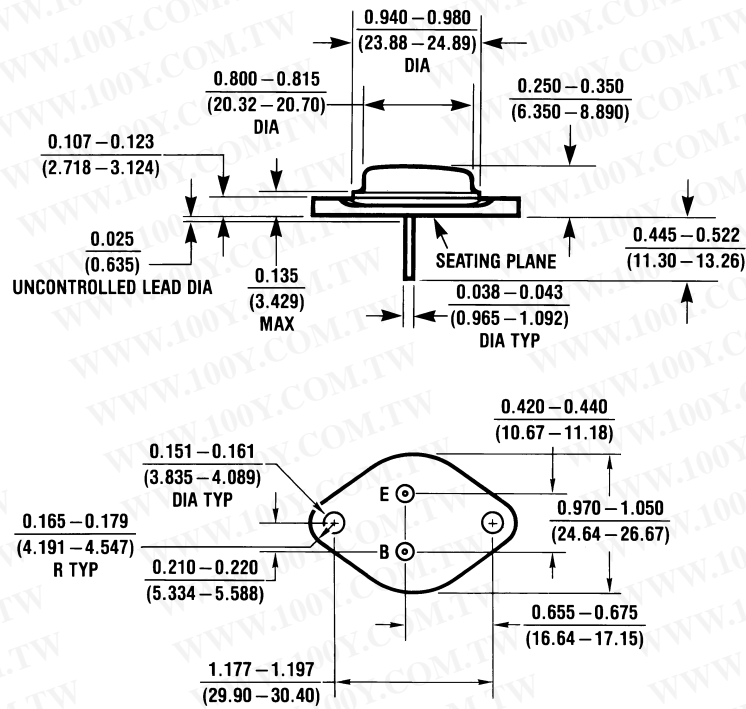 0.940 – 0.980
(23.88 – 24.89)
DIA
0.800 – 0.815
(20.32 – 20.70)
DIA
0.250 – 0.350
(6.350 – 8.890)
0.107 – 0.123
(2.718 – 3.124)
0.025
(0.635)
UNCONTROLLED LEAD DIA
0.135
(3.429)
MAX
SEATING PLANE
0.445 – 0.522
(11.30 – 13.26)
0.038 – 0.043
(0.965 – 1.092)
DIA TYP
0.420 – 0.440
(10.67 – 11.18)
0.151 – 0.161
(3.835 – 4.089)
DIA TYP
E
0.970 – 1.050
(24.64 – 26.67)
0.165 – 0.179
(4.191 – 4.547)
R TYP
B
0.210 – 0.220
(5.334 – 5.588)
0.655 – 0.675
(16.64 – 17.15)
1.177 – 1.197
(29.90 – 30.40)
WWW.100Y.COM.TW